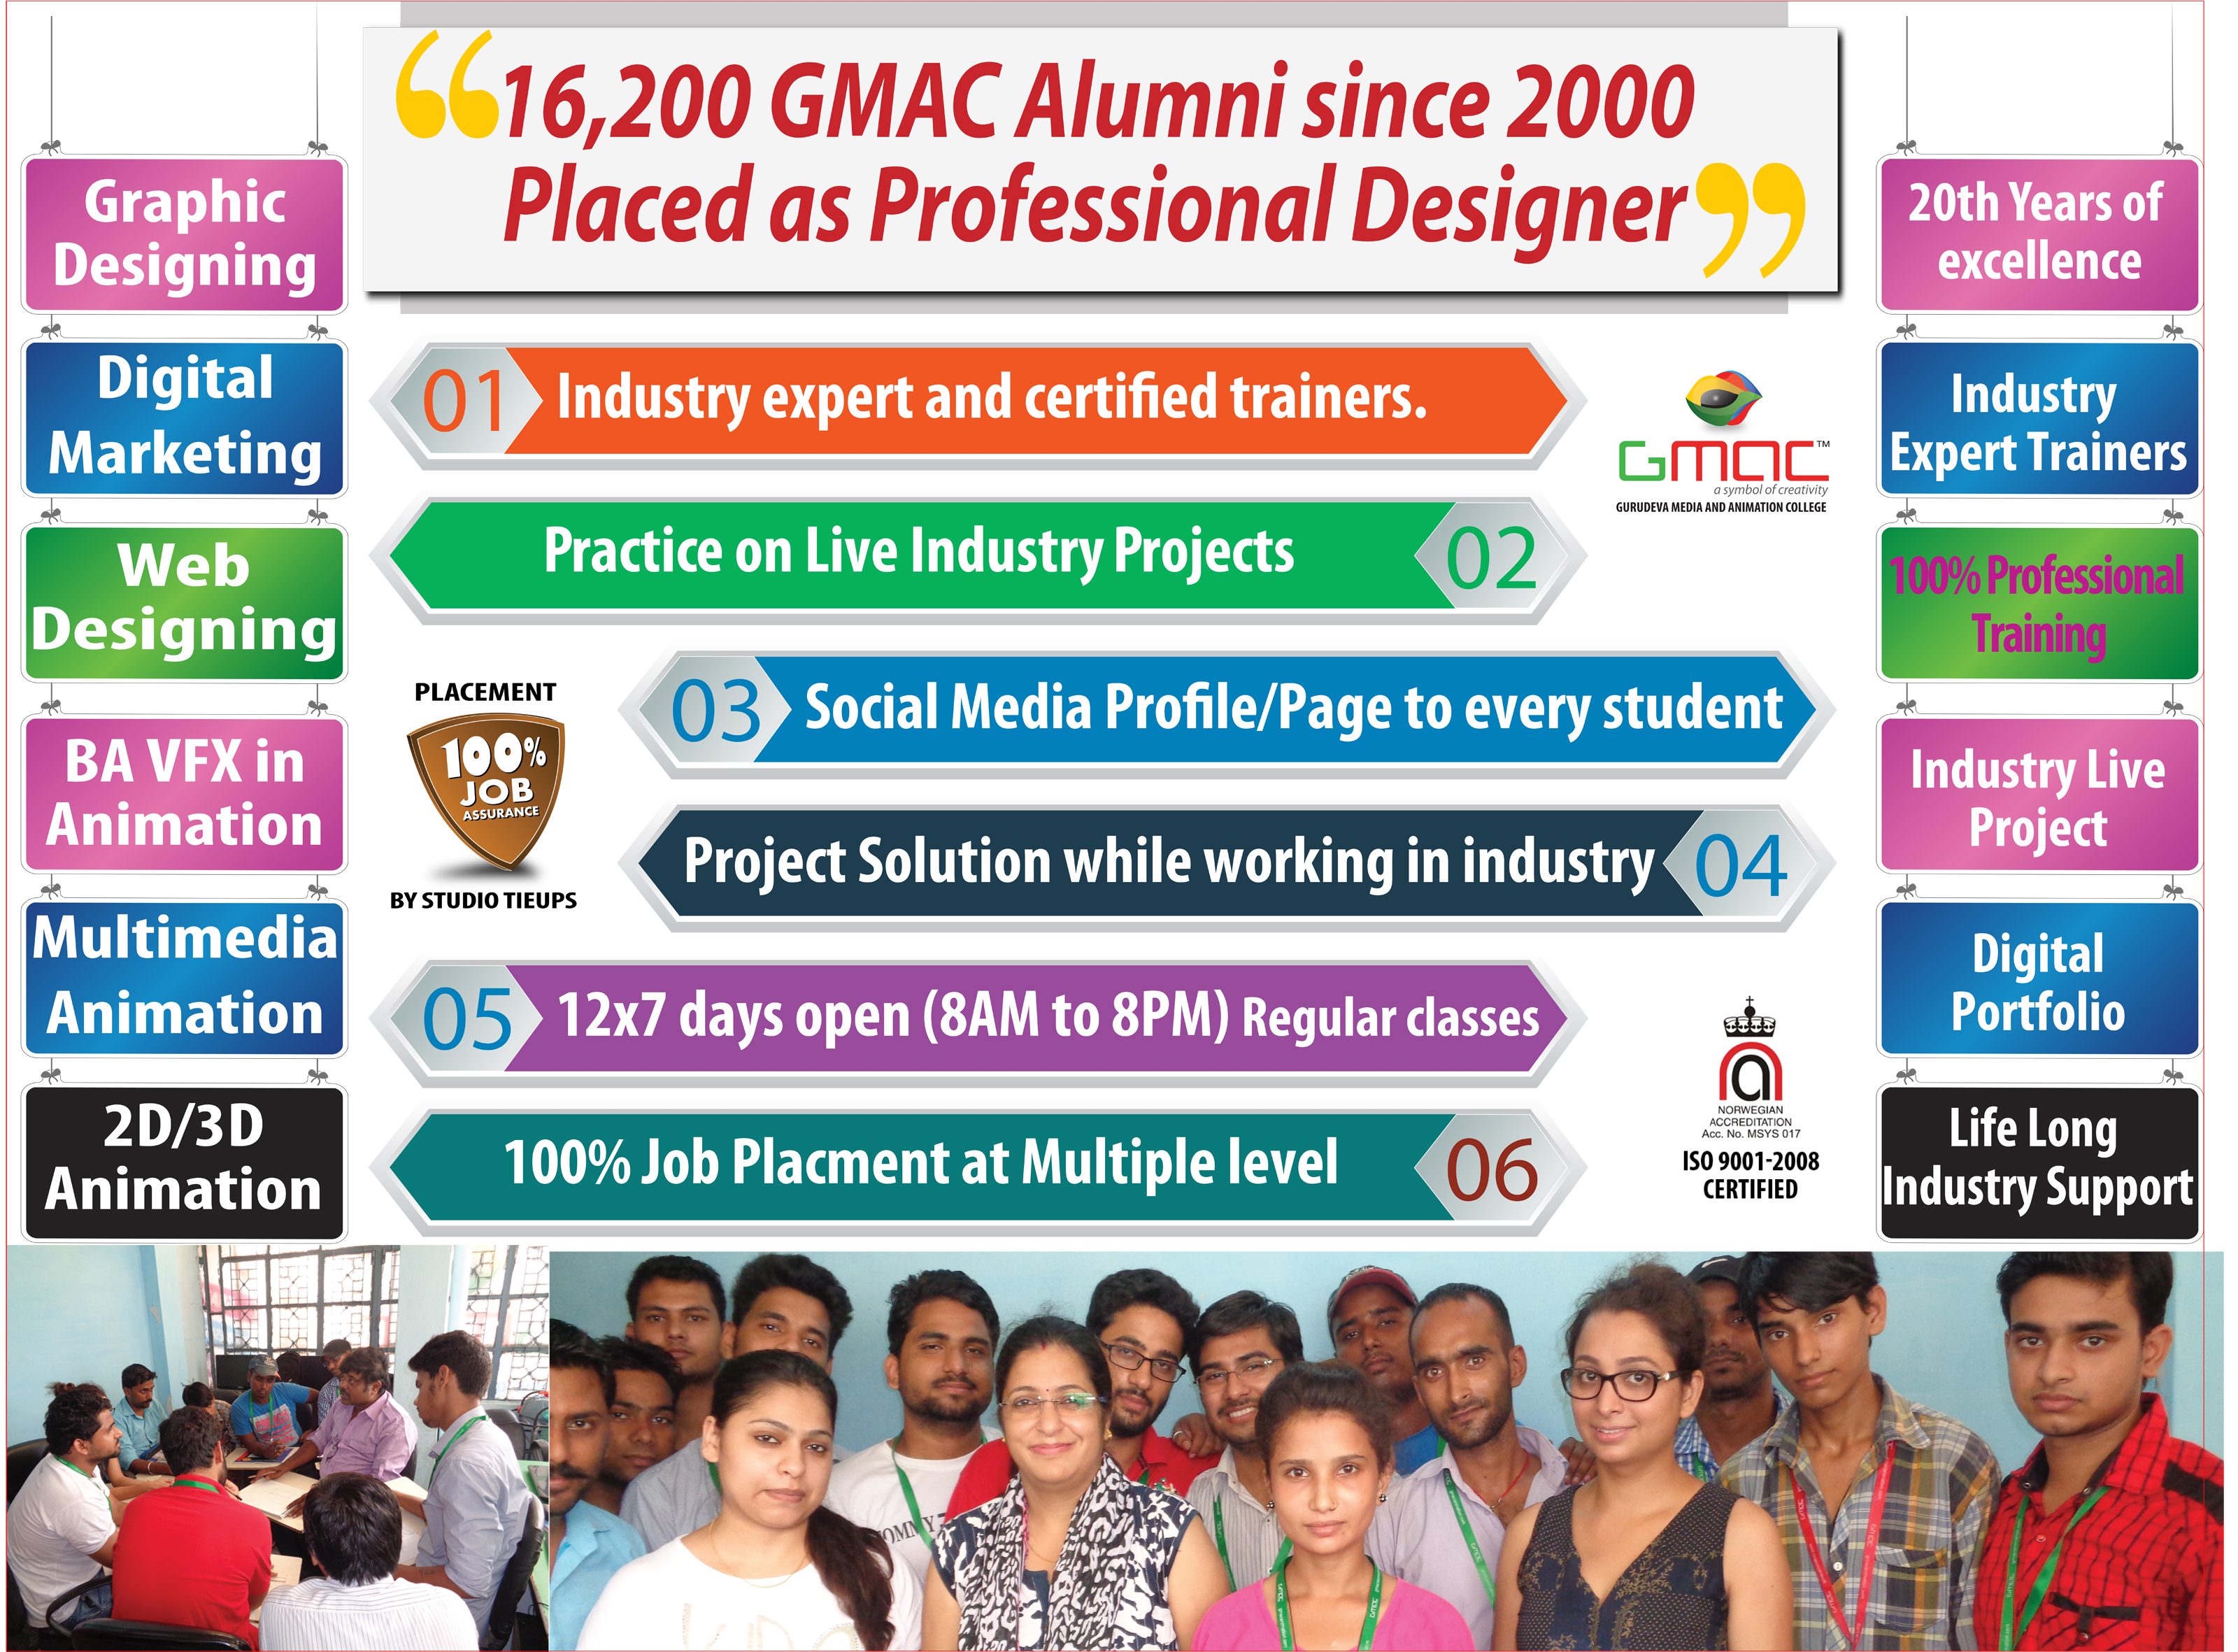 16,200 GMAC Alumni since 2000
Placed as Professional Designer
Graphic
Designing
Digital
Marketing
Web
Designing
BA VFX in
Animation
Multimedia
Animation
2D/3D
Animation
01 Industry expert and certified trainers.
Practice on Live Industry Projects 02
03 Social Media Profile/Page to every student
Project Solution while working in industry 04
05 12x7 days open (8AM to 8PM) Regular classes
100% Job Placment at Multiple level 06
GMAC™
a symbol of creativity
GURUDEVA MEDIA AND ANIMATION COLLEGE
PLACEMENT
100%
JOB
ASSURANCE
BY STUDIO TIEUPS
NORWEGIAN
ACCREDITATION
Acc. No. MSYS 017
ISO 9001-2008
CERTIFIED
20th Years of
excellence
Industry
Expert Trainers
100% Professional
Training
Industry Live
Project
Digital
Portfolio
Life Long
Industry Support